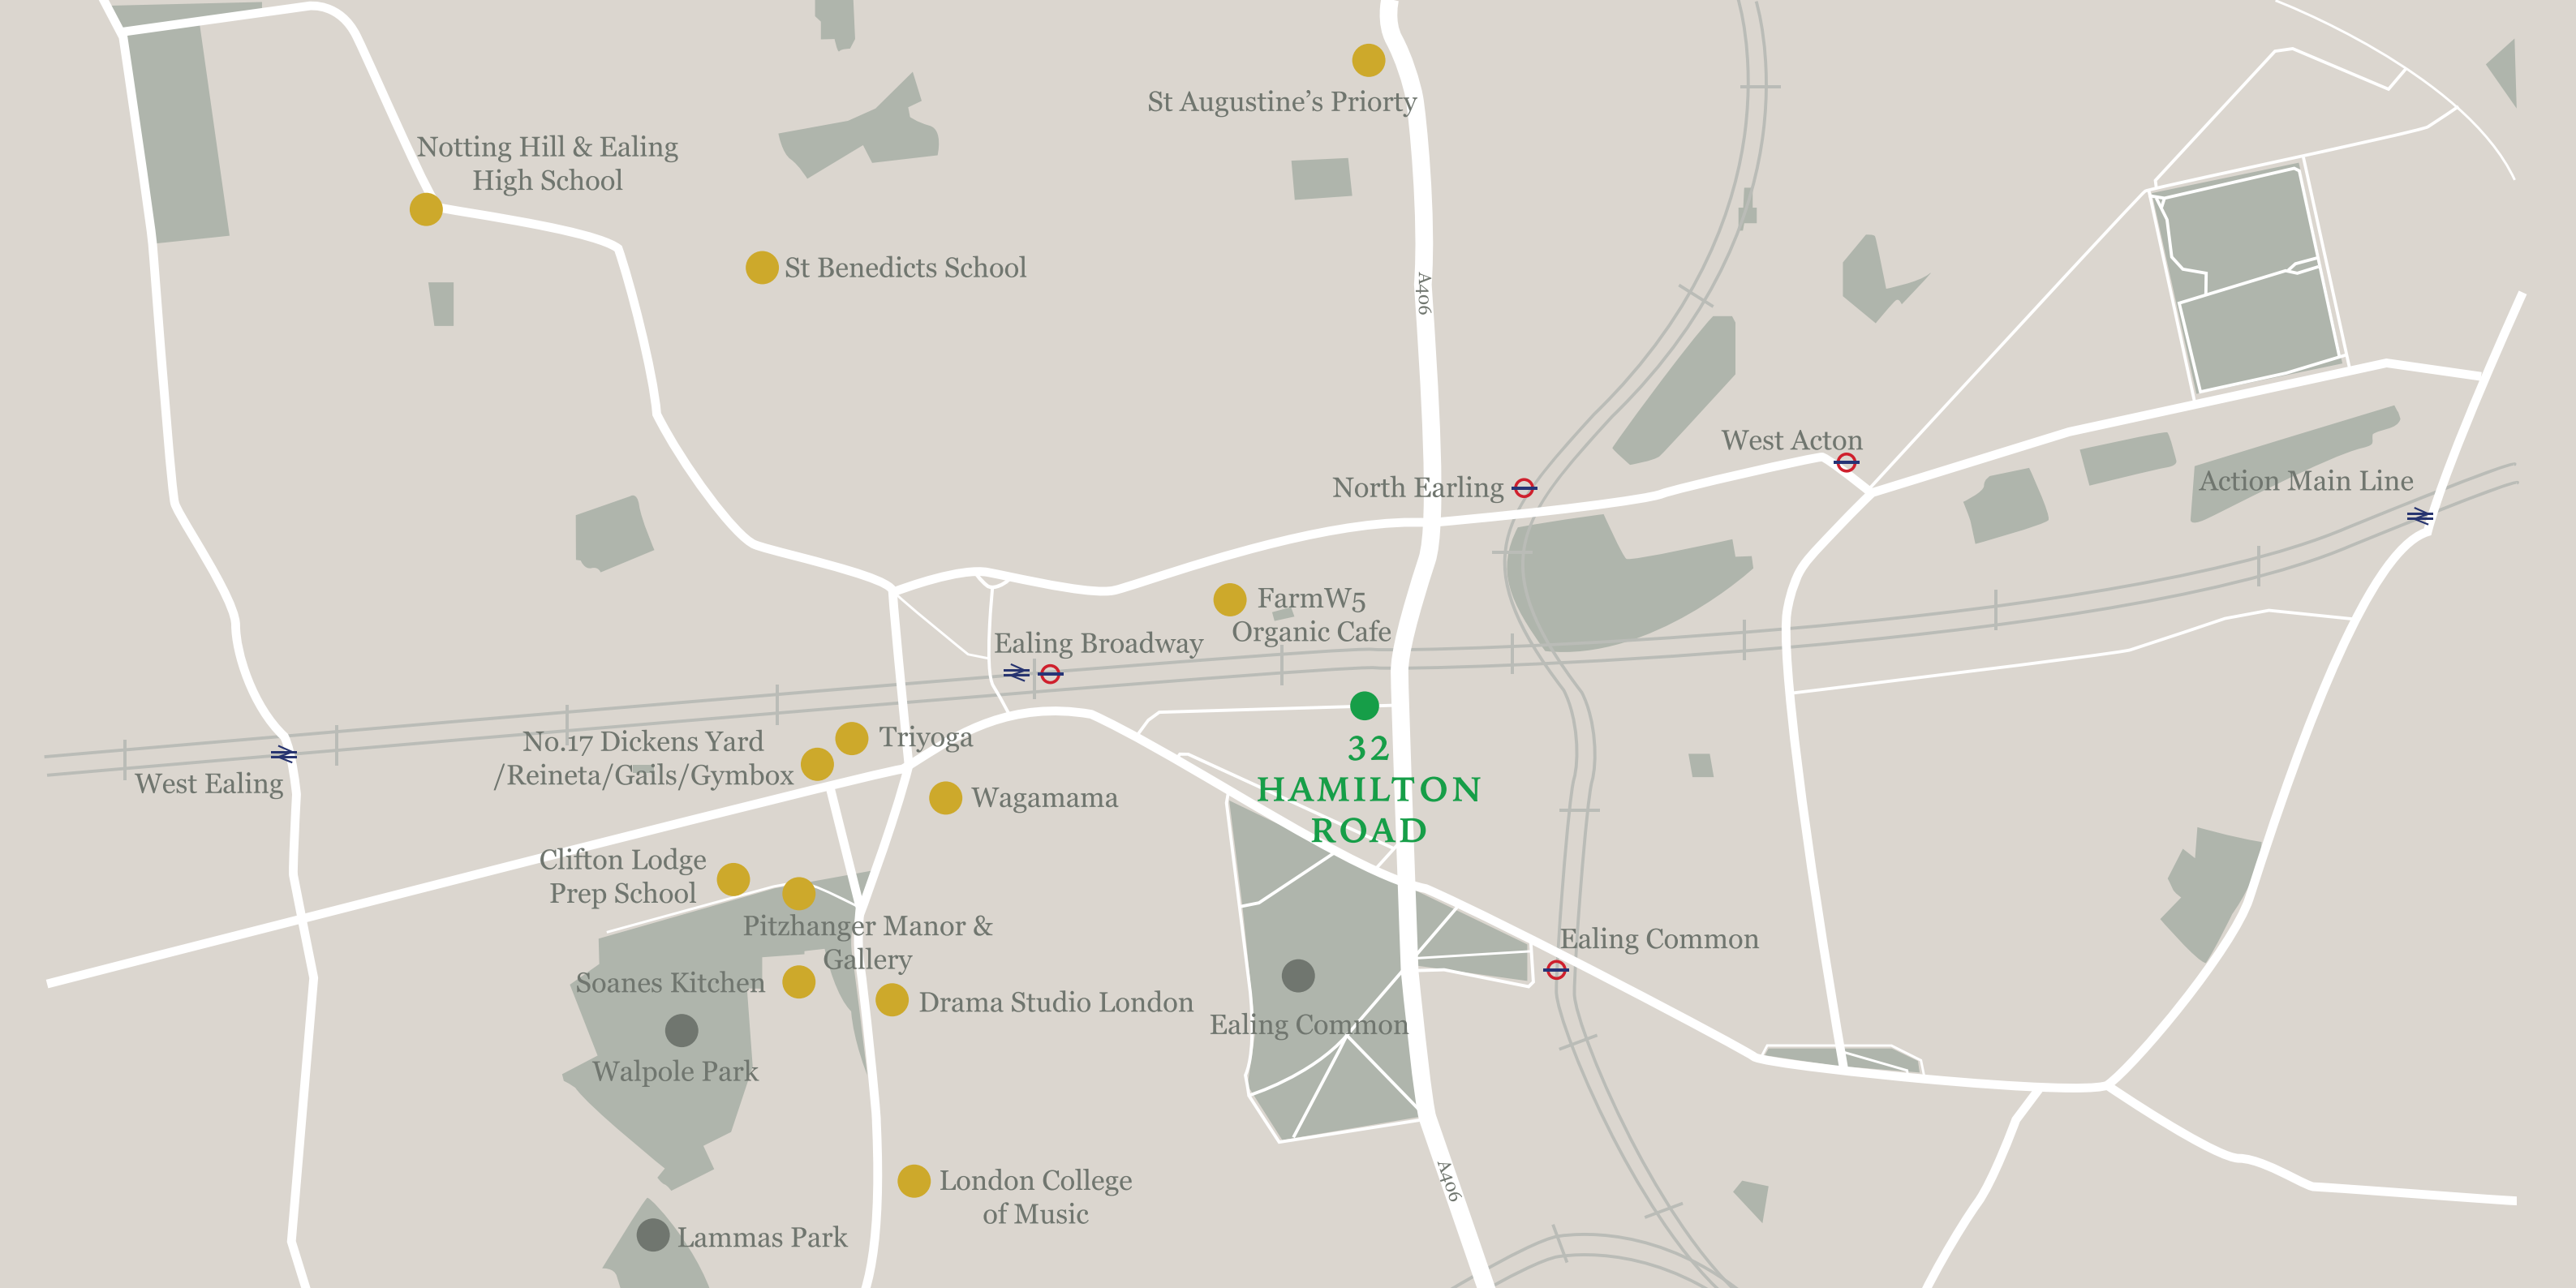 St Augustine’s Priorty
Notting Hill & Ealing
High School
St Benedicts School
A406
West Acton
North Earling
Action Main Line
FarmW5
Organic Cafe
Ealing Broadway
Triyoga
No.17 Dickens Yard
/Reineta/Gails/Gymbox
West Ealing
Wagamama
32
HAMILTON
ROAD
Clifton Lodge
Prep School
Pitzhanger Manor &
Gallery
Ealing Common
Soanes Kitchen
Drama Studio London
Ealing Common
Walpole Park
A406
London College
of Music
Lammas Park